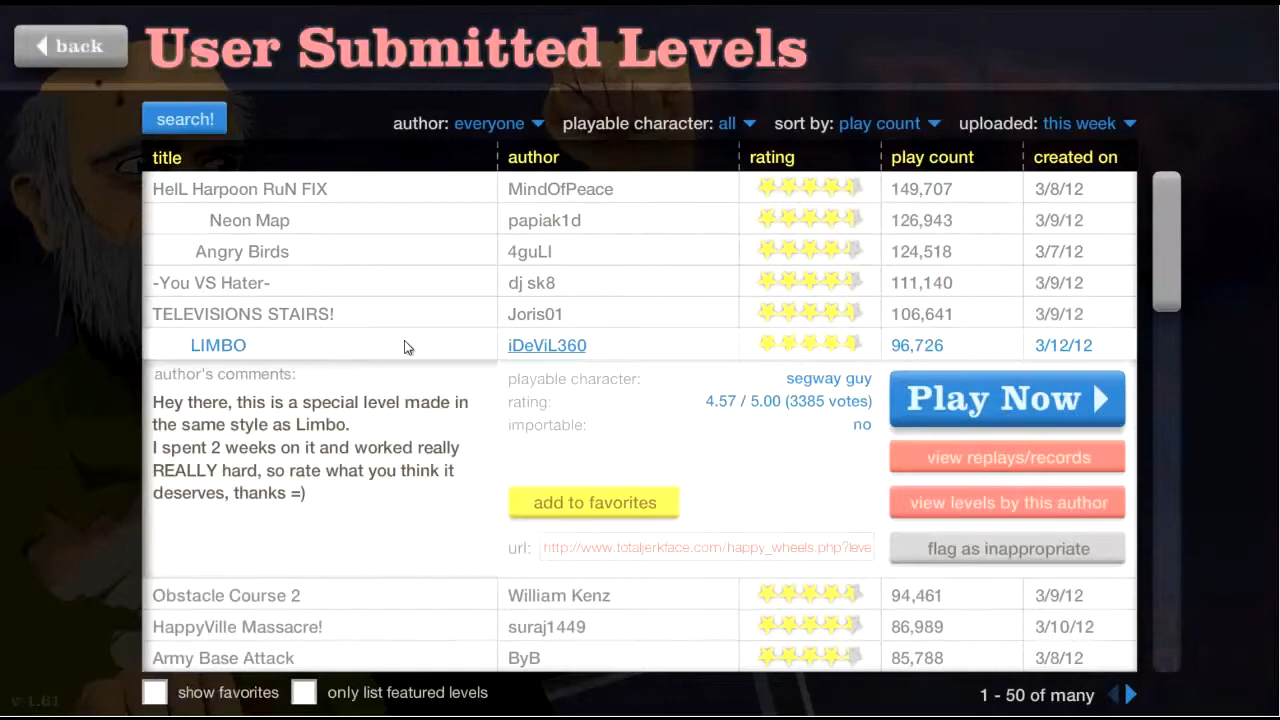 back
User Submitted Levels
search!
author: everyone playable character: all sort by: play count uploaded: this week
title author rating play count created on
HelL Harpoon RuN FIX MindOfPeace 149,707 3/8/12
Neon Map papiak1d 126,943 3/9/12
Angry Birds 4guLI 124,518 3/7/12
-You VS Hater- dj sk8 111,140 3/9/12
TELEVISIONS STAIRS! Joris01 106,641 3/9/12
LIMBO iDeViL360 96,726 3/12/12
author's comments:
Hey there, this is a special level made in
the same style as Limbo.
I spent 2 weeks on it and worked really
REALLY hard, so rate what you think it
deserves, thanks =)
playable character: segway guy
rating: 4.57 / 5.00 (3385 votes)
importable: no
add to favorites
url: http://www.totaljerkface.com/happy_wheels.php?leve
Play Now
view replays/records
view levels by this author
flag as inappropriate
Obstacle Course 2 William Kenz 94,461 3/9/12
HappyVille Massacre! suraj1449 86,989 3/10/12
Army Base Attack ByB 85,788 3/8/12
show favorites only list featured levels 1 - 50 of many
v 1.61